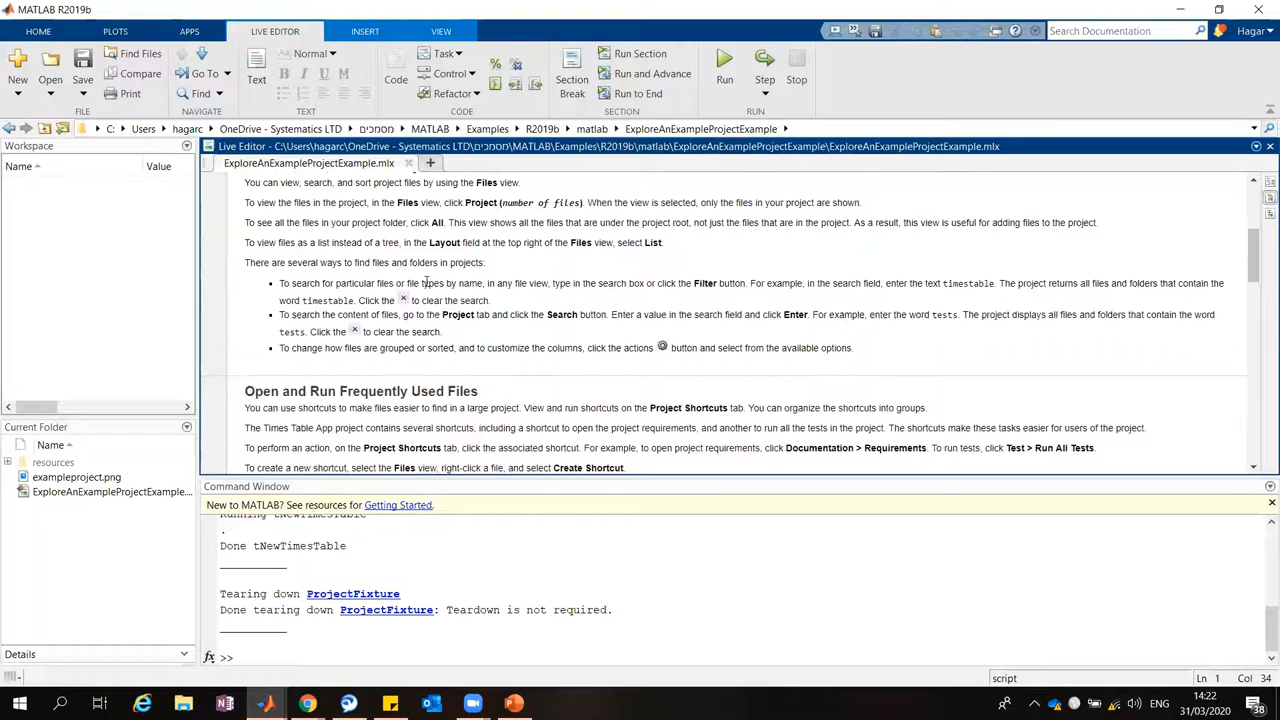 MATLAB R2019b
HOME PLOTS APPS LIVE EDITOR INSERT VIEW Search Documentation Hagar
New Open Save Find Files Compare Print
Go To Find
Text Normal B I U M
Code Task Control Refactor
Section Break Run Section Run and Advance Run to End
Run Step Stop
FILE NAVIGATE TEXT CODE SECTION RUN
C: Users hagarc OneDrive - Systematics LTD מסמכים MATLAB Examples R2019b matlab ExploreAnExampleProjectExample
Workspace
Name Value
Live Editor - C:\Users\hagarc\OneDrive - Systematics LTD\מסמכים\MATLAB\Examples\R2019b\matlab\ExploreAnExampleProjectExample\ExploreAnExampleProjectExample.mlx
ExploreAnExampleProjectExample.mlx
You can view, search, and sort project files by using the Files view.
To view the files in the project, in the Files view, click Project (number of files). When the view is selected, only the files in your project are shown.
To see all the files in your project folder, click All. This view shows all the files that are under the project root, not just the files that are in the project. As a result, this view is useful for adding files to the project.
To view files as a list instead of a tree, in the Layout field at the top right of the Files view, select List.
There are several ways to find files and folders in projects:
To search for particular files or file types by name, in any file view, type in the search box or click the Filter button. For example, in the search field, enter the text timestable. The project returns all files and folders that contain the
word timestable. Click the × to clear the search.
To search the content of files, go to the Project tab and click the Search button. Enter a value in the search field and click Enter. For example, enter the word tests. The project displays all files and folders that contain the word
tests. Click the × to clear the search.
To change how files are grouped or sorted, and to customize the columns, click the actions button and select from the available options.
Open and Run Frequently Used Files
You can use shortcuts to make files easier to find in a large project. View and run shortcuts on the Project Shortcuts tab. You can organize the shortcuts into groups.
The Times Table App project contains several shortcuts, including a shortcut to open the project requirements, and another to run all the tests in the project. The shortcuts make these tasks easier for users of the project.
To perform an action, on the Project Shortcuts tab, click the associated shortcut. For example, to open project requirements, click Documentation > Requirements. To run tests, click Test > Run All Tests.
To create a new shortcut, select the Files view, right-click a file, and select Create Shortcut.
Current Folder
Name
resources
exampleproject.png
ExploreAnExampleProjectExample....
Details
Command Window
New to MATLAB? See resources for Getting Started.
Running tNewTimesTable
.
Done tNewTimesTable
__________
Tearing down ProjectFixture
Done tearing down ProjectFixture: Teardown is not required.
__________
fx >>
script Ln 1 Col 34
ENG 14:22 31/03/2020 38